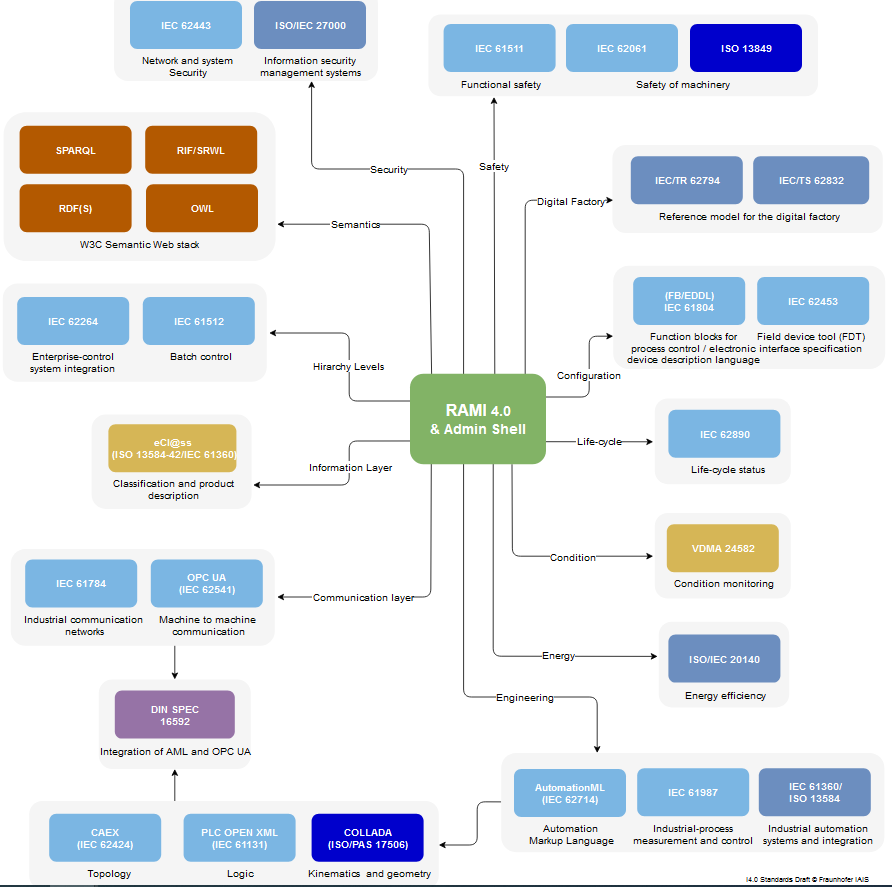 IEC 62443
ISO/IEC 27000
Network and system
Security
Information security
management systems
IEC 61511
IEC 62061
ISO 13849
Functional safety
Safety of machinery
SPARQL
RIF/SRWL
RDF(S)
OWL
W3C Semantic Web stack
Security
Safety
Semantics
Digital Factory
IEC/TR 62794
IEC/TS 62832
Reference model for the digital factory
IEC 62264
IEC 61512
Enterprise-control
system integration
Batch control
Hirarchy Levels
(FB/EDDL)
IEC 61804
IEC 62453
Function blocks for
process control / electronic
device description language
Field device tool (FDT)
interface specification
Configuration
RAMI 4.0
& Admin Shell
eCl@ss
(ISO 13584-42/IEC 61360)
Classification and product
description
Information Layer
Life-cycle
IEC 62890
Life-cycle status
Condition
VDMA 24582
Condition monitoring
IEC 61784
OPC UA
(IEC 62541)
Industrial communication
networks
Machine to machine
communication
Communication layer
Energy
ISO/IEC 20140
Energy efficiency
DIN SPEC
16592
Integration of AML and OPC UA
Engineering
AutomationML
(IEC 62714)
IEC 61987
IEC 61360/
ISO 13584
Automation
Markup Language
Industrial-process
measurement and control
Industrial automation
systems and integration
CAEX
(IEC 62424)
PLC OPEN XML
(IEC 61131)
COLLADA
(ISO/PAS 17506)
Topology
Logic
Kinematics and geometry
I4.0 Standards Draft © Fraunhofer IAIS